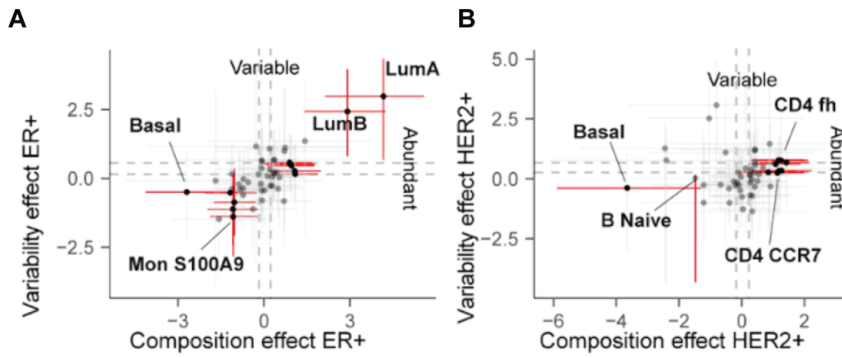 A
Variability effect ER+
2.5
0.0
−2.5
Variable
LumA
LumB
Basal
Abundant
Mon S100A9
−3
0
3
Composition effect ER+
B
Variability effect HER2+
5.0
2.5
0.0
−2.5
Variable
CD4 fh
Basal
Abundant
B Naive
CD4 CCR7
−6
−4
−2
0
2
Composition effect HER2+